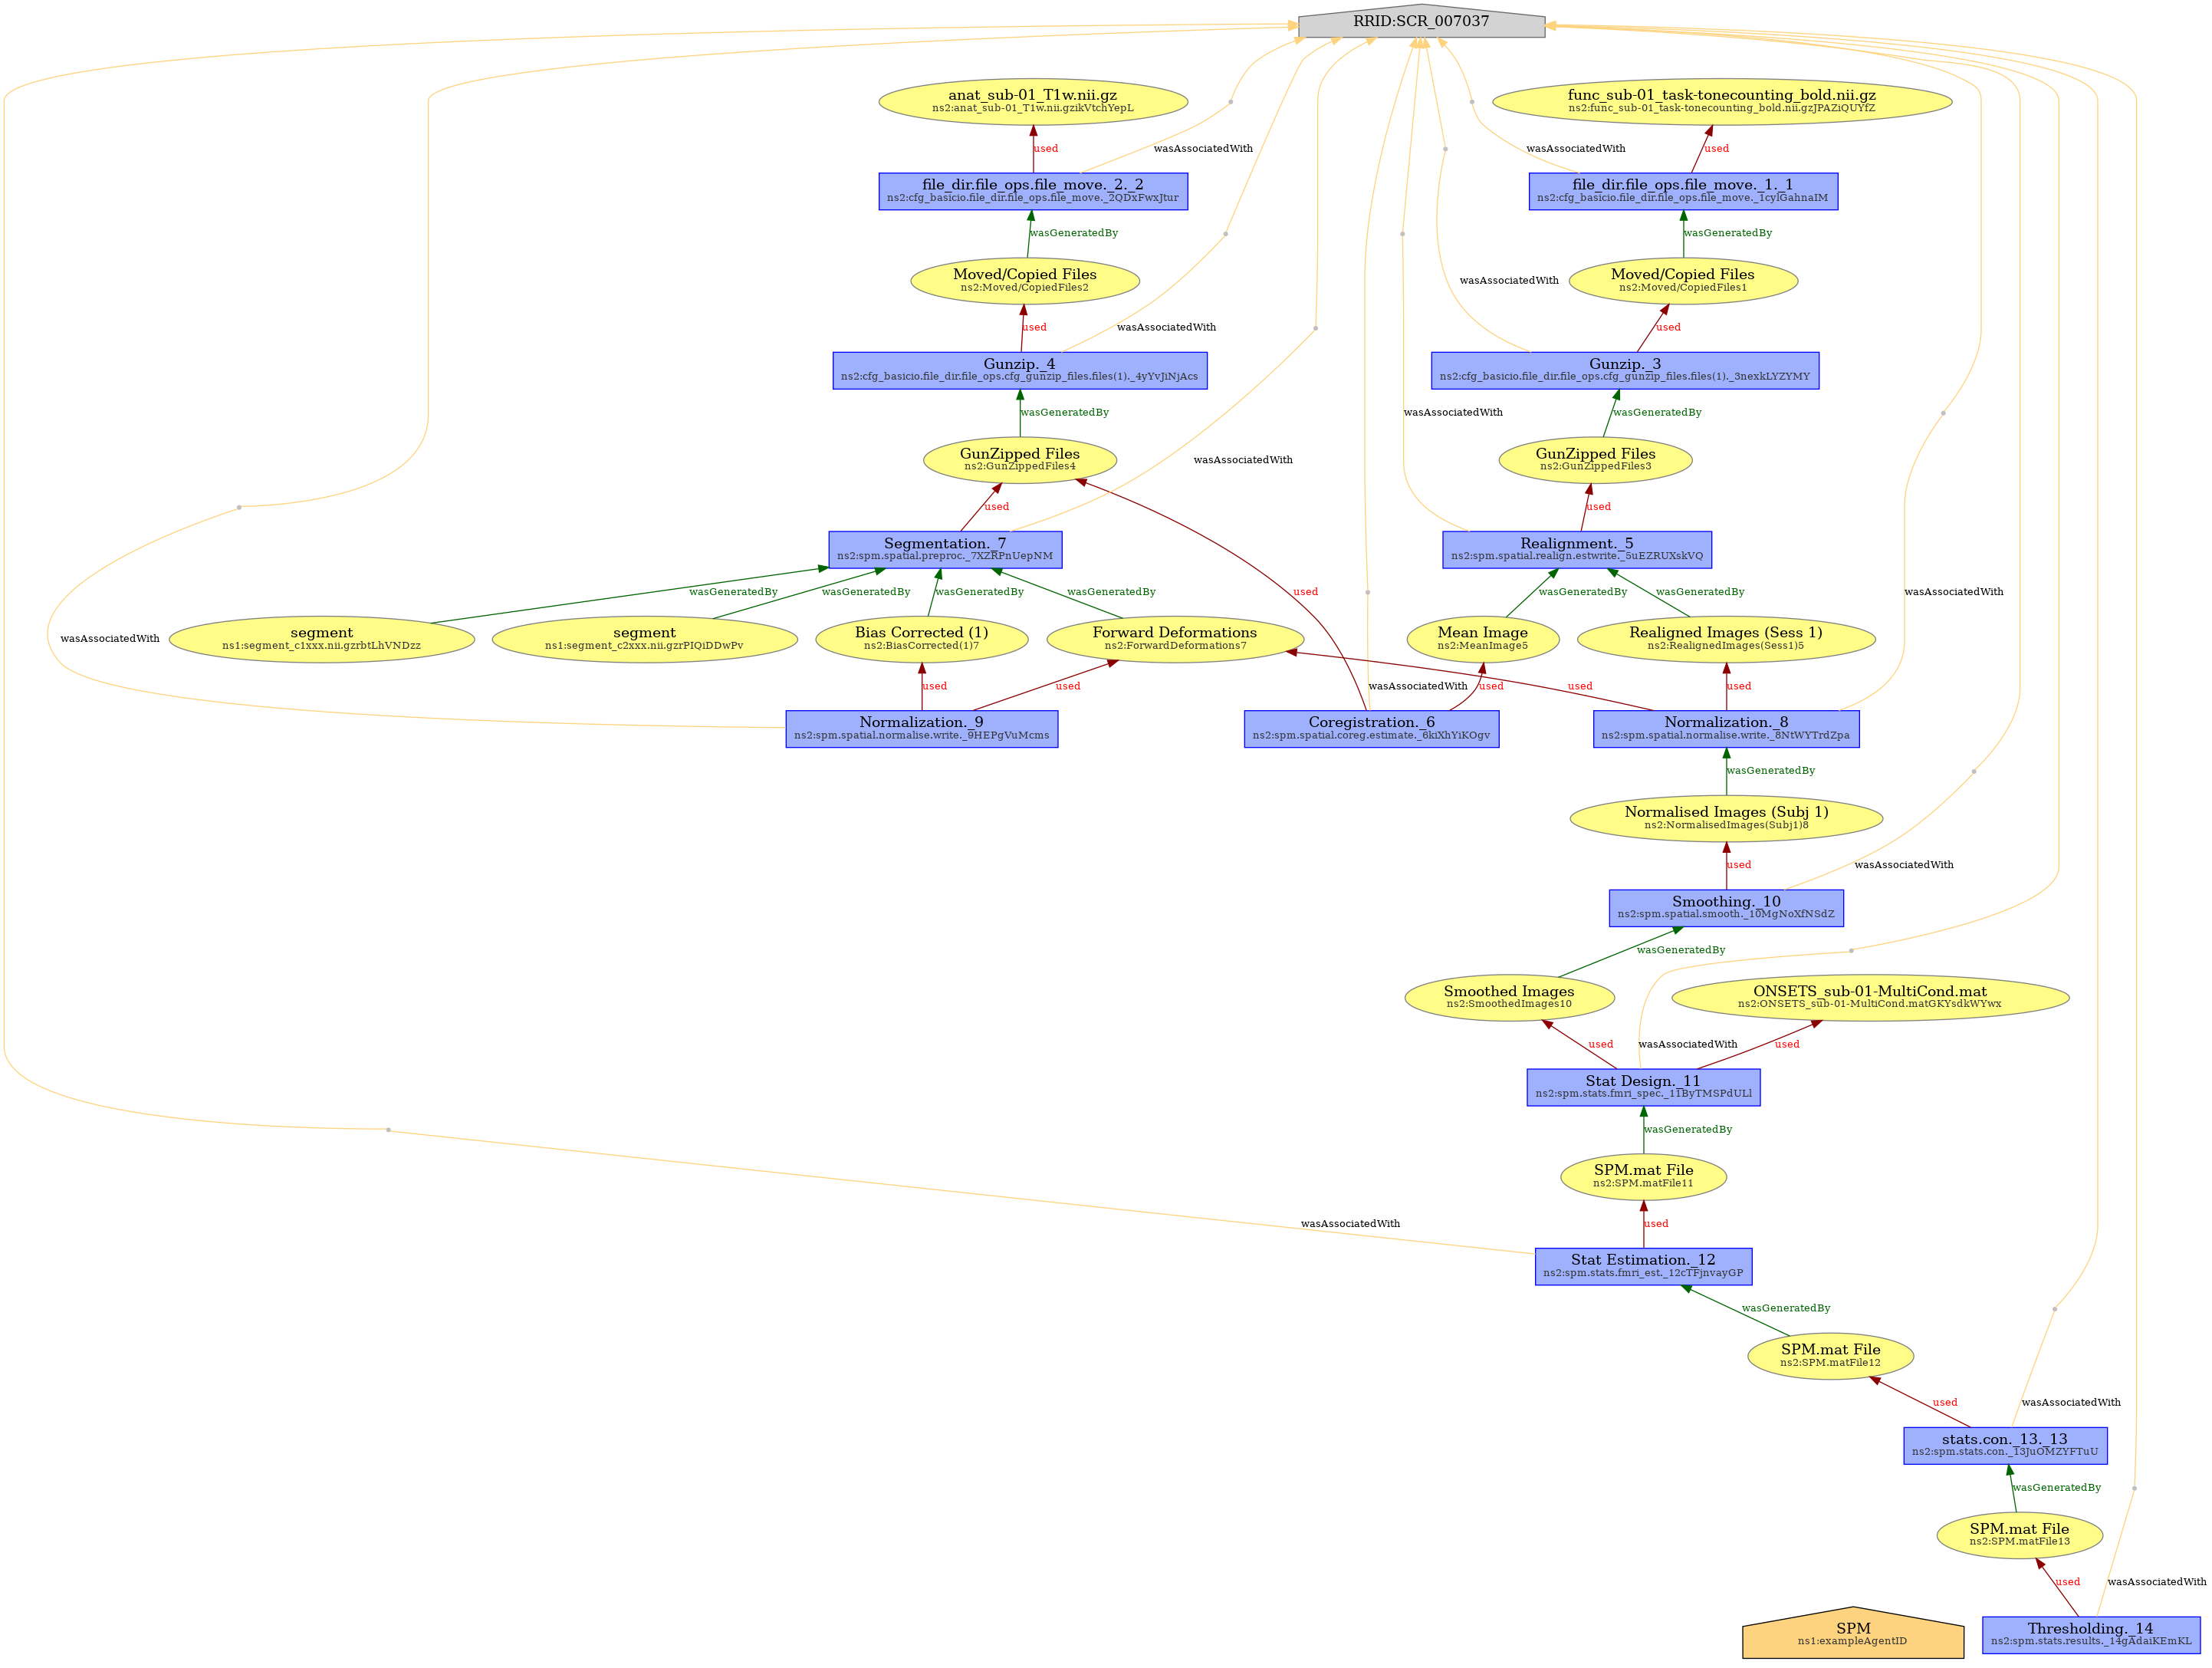 RRID:SCR_007037
anat_sub-01_T1w.nii.gz
ns2:anat_sub-01_T1w.nii.gzikVtchYepL
func_sub-01_task-tonecounting_bold.nii.gz
ns2:func_sub-01_task-tonecounting_bold.nii.gzJPAZiQUYfZ
used
wasAssociatedWith
wasAssociatedWith
used
file_dir.file_ops.file_move._2._2
ns2:cfg_basicio.file_dir.file_ops.file_move._2QDxFwxJtur
file_dir.file_ops.file_move._1._1
ns2:cfg_basicio.file_dir.file_ops.file_move._1cylGahnaIM
wasGeneratedBy
wasGeneratedBy
Moved/Copied Files
ns2:Moved/CopiedFiles2
wasAssociatedWith
Moved/Copied Files
ns2:Moved/CopiedFiles1
used
wasAssociatedWith
used
Gunzip._4
ns2:cfg_basicio.file_dir.file_ops.cfg_gunzip_files.files(1)._4yYvJiNjAcs
Gunzip._3
ns2:cfg_basicio.file_dir.file_ops.cfg_gunzip_files.files(1)._3nexkLYZYMY
wasGeneratedBy
wasAssociatedWith
wasGeneratedBy
GunZipped Files
ns2:GunZippedFiles4
wasAssociatedWith
GunZipped Files
ns2:GunZippedFiles3
used
used
Segmentation._7
ns2:spm.spatial.preproc._7XZRPnUepNM
Realignment._5
ns2:spm.spatial.realign.estwrite._5uEZRUXskVQ
wasGeneratedBy
wasGeneratedBy
wasGeneratedBy
wasGeneratedBy
used
wasGeneratedBy
wasGeneratedBy
wasAssociatedWith
wasAssociatedWith
segment
ns1:segment_c1xxx.nii.gzrbtLhVNDzz
segment
ns1:segment_c2xxx.nii.gzrPIQiDDwPv
Bias Corrected (1)
ns2:BiasCorrected(1)7
Forward Deformations
ns2:ForwardDeformations7
Mean Image
ns2:MeanImage5
Realigned Images (Sess 1)
ns2:RealignedImages(Sess1)5
used
used
wasAssociatedWith
used
used
used
Normalization._9
ns2:spm.spatial.normalise.write._9HEPgVuMcms
Coregistration._6
ns2:spm.spatial.coreg.estimate._6kiXhYiKOgv
Normalization._8
ns2:spm.spatial.normalise.write._8NtWYTrdZpa
wasGeneratedBy
Normalised Images (Subj 1)
ns2:NormalisedImages(Subj1)8
used
wasAssociatedWith
Smoothing._10
ns2:spm.spatial.smooth._10MgNoXfNSdZ
wasGeneratedBy
Smoothed Images
ns2:SmoothedImages10
ONSETS_sub-01-MultiCond.mat
ns2:ONSETS_sub-01-MultiCond.matGKYsdkWYwx
used
wasAssociatedWith
used
Stat Design._11
ns2:spm.stats.fmri_spec._11ByTMSPdULl
wasGeneratedBy
SPM.mat File
ns2:SPM.matFile11
wasAssociatedWith
used
Stat Estimation._12
ns2:spm.stats.fmri_est._12cTFjnvayGP
wasGeneratedBy
SPM.mat File
ns2:SPM.matFile12
used
wasAssociatedWith
stats.con._13._13
ns2:spm.stats.con._13JuOMZYFTuU
wasGeneratedBy
SPM.mat File
ns2:SPM.matFile13
used
wasAssociatedWith
SPM
ns1:exampleAgentID
Thresholding._14
ns2:spm.stats.results._14gAdaiKEmKL